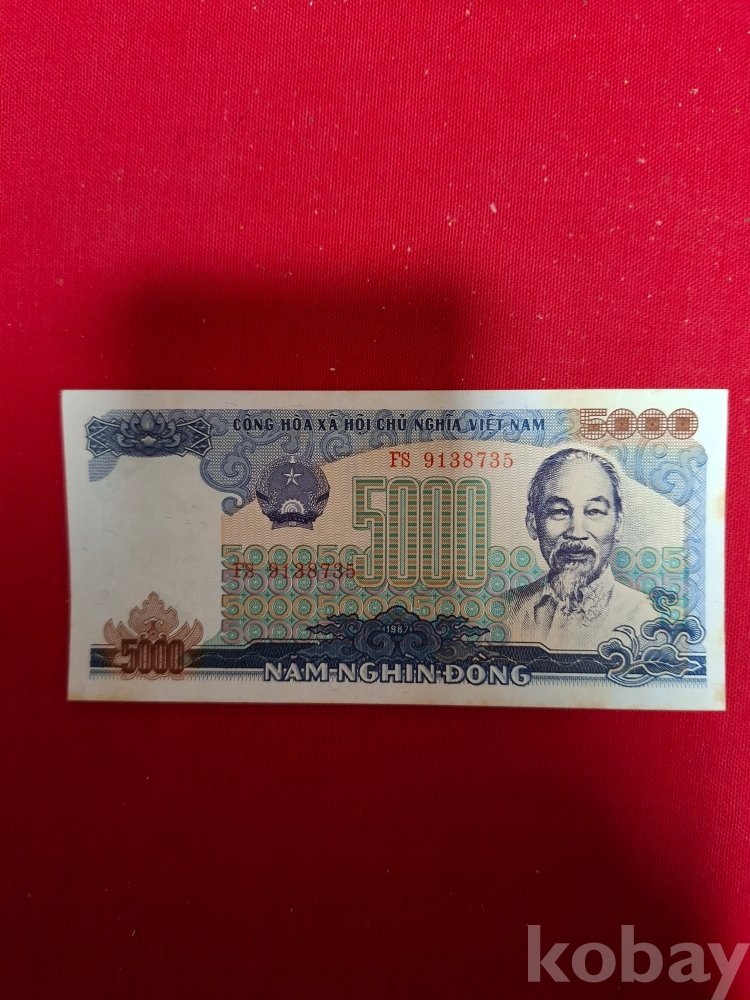 CÔNG HÒA XÃ HỘI CHỦ NGHĨA VIỆT NAM
5000
FS 9138735
5000
FS 9138735
1987
5000
NĂM-NGHÌN-ĐỒNG
kobay